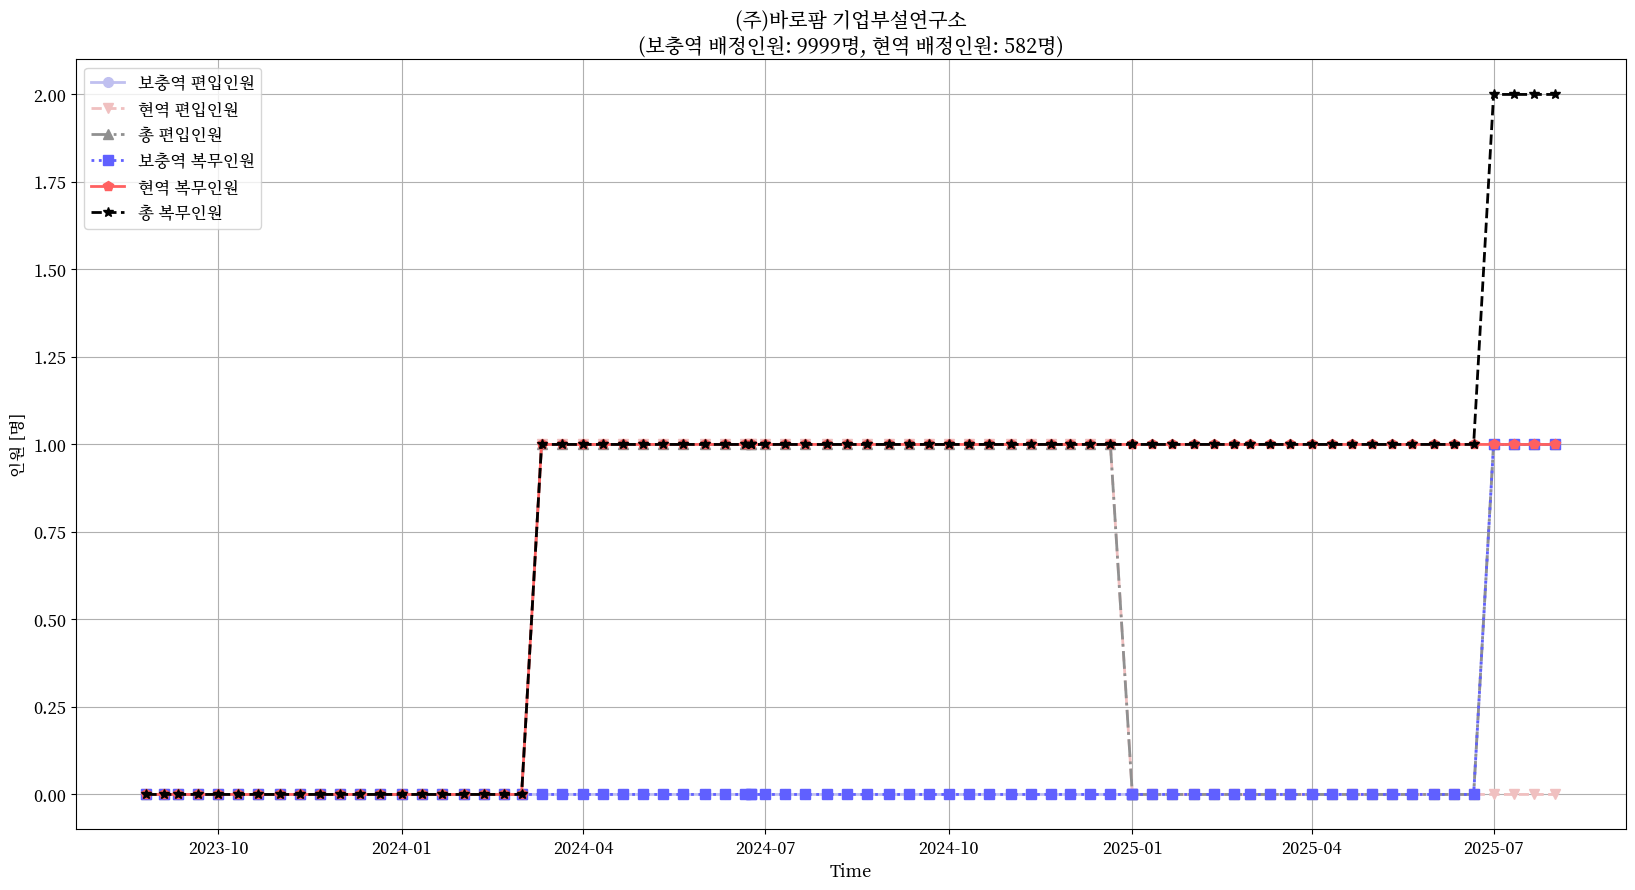 (주)바로팜 기업부설연구소
(보충역 배정인원: 9999명, 현역 배정인원: 582명)
보충역 편입인원
현역 편입인원
총 편입인원
보충역 복무인원
현역 복무인원
총 복무인원
인원 [명]
2.00
1.75
1.50
1.25
1.00
0.75
0.50
0.25
0.00
2023-10
2024-01
2024-04
2024-07
2024-10
2025-01
2025-04
2025-07
Time